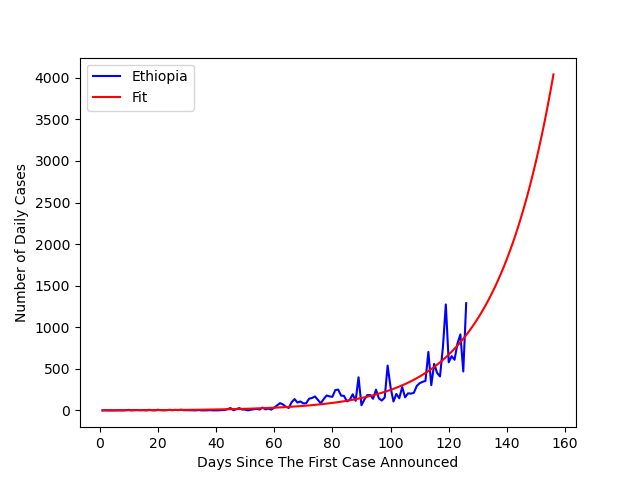 Ethiopia
Fit
4000
3500
3000
2500
2000
1500
1000
500
0
Number of Daily Cases
0 20 40 60 80 100 120 140 160
Days Since The First Case Announced